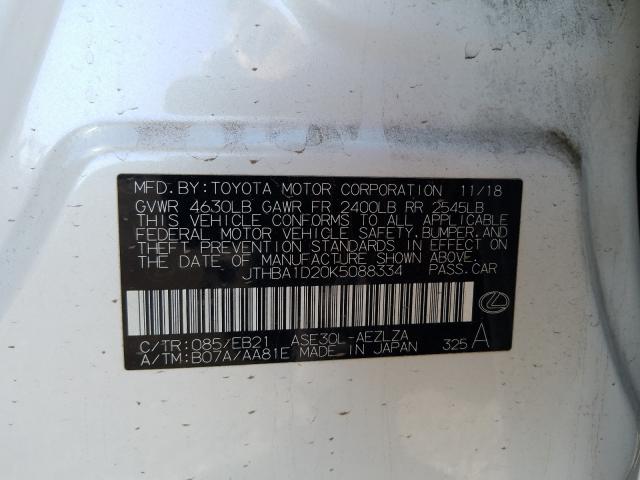 MFD. BY: TOYOTA MOTOR CORPORATION 11/18
GVWR 4630LB GAWR FR 2400LB RR 2545LB
THIS VEHICLE CONFORMS TO ALL APPLICABLE
FEDERAL MOTOR VEHICLE SAFETY, BUMPER, AND
THEFT PREVENTION STANDARDS IN EFFECT ON
THE DATE OF MANUFACTURE SHOWN ABOVE.
JTHBA1D20K5088334 PASS. CAR
C/TR: 085/EB21 ASE30L-AEZLZA
A/TM: B07A/AA81E MADE IN JAPAN 325 A